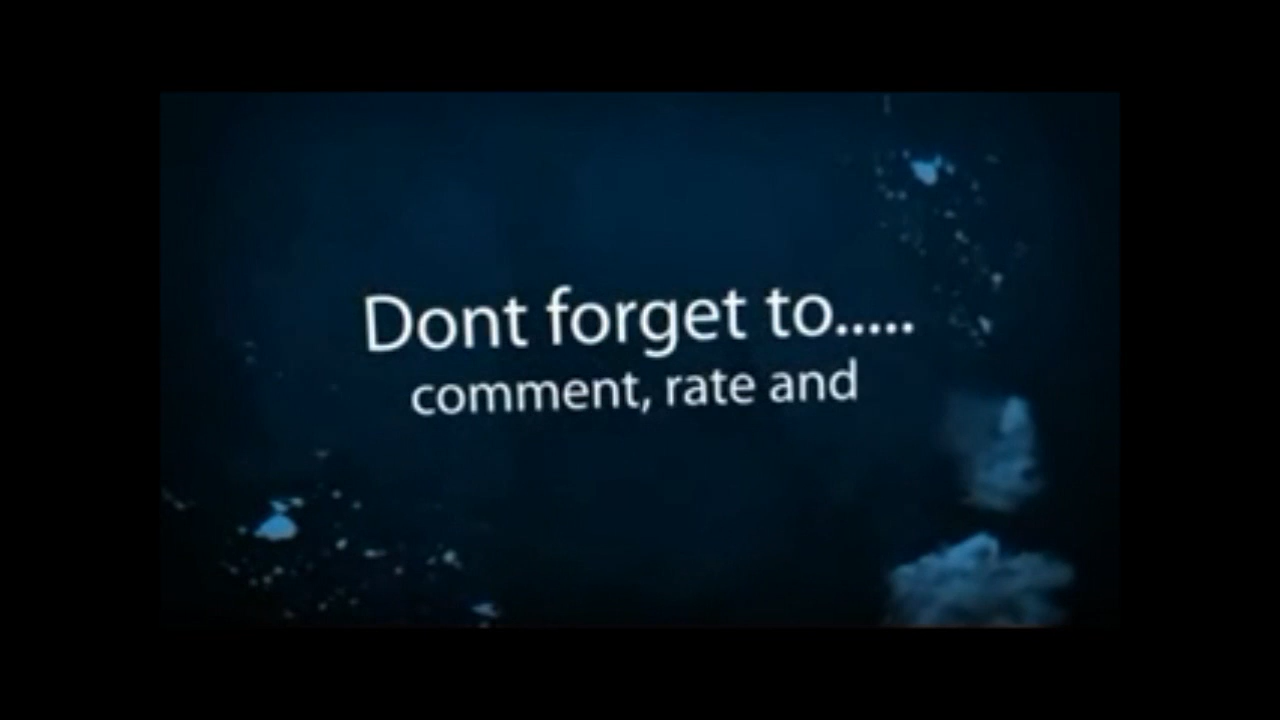 Dont forget to.....
comment, rate and